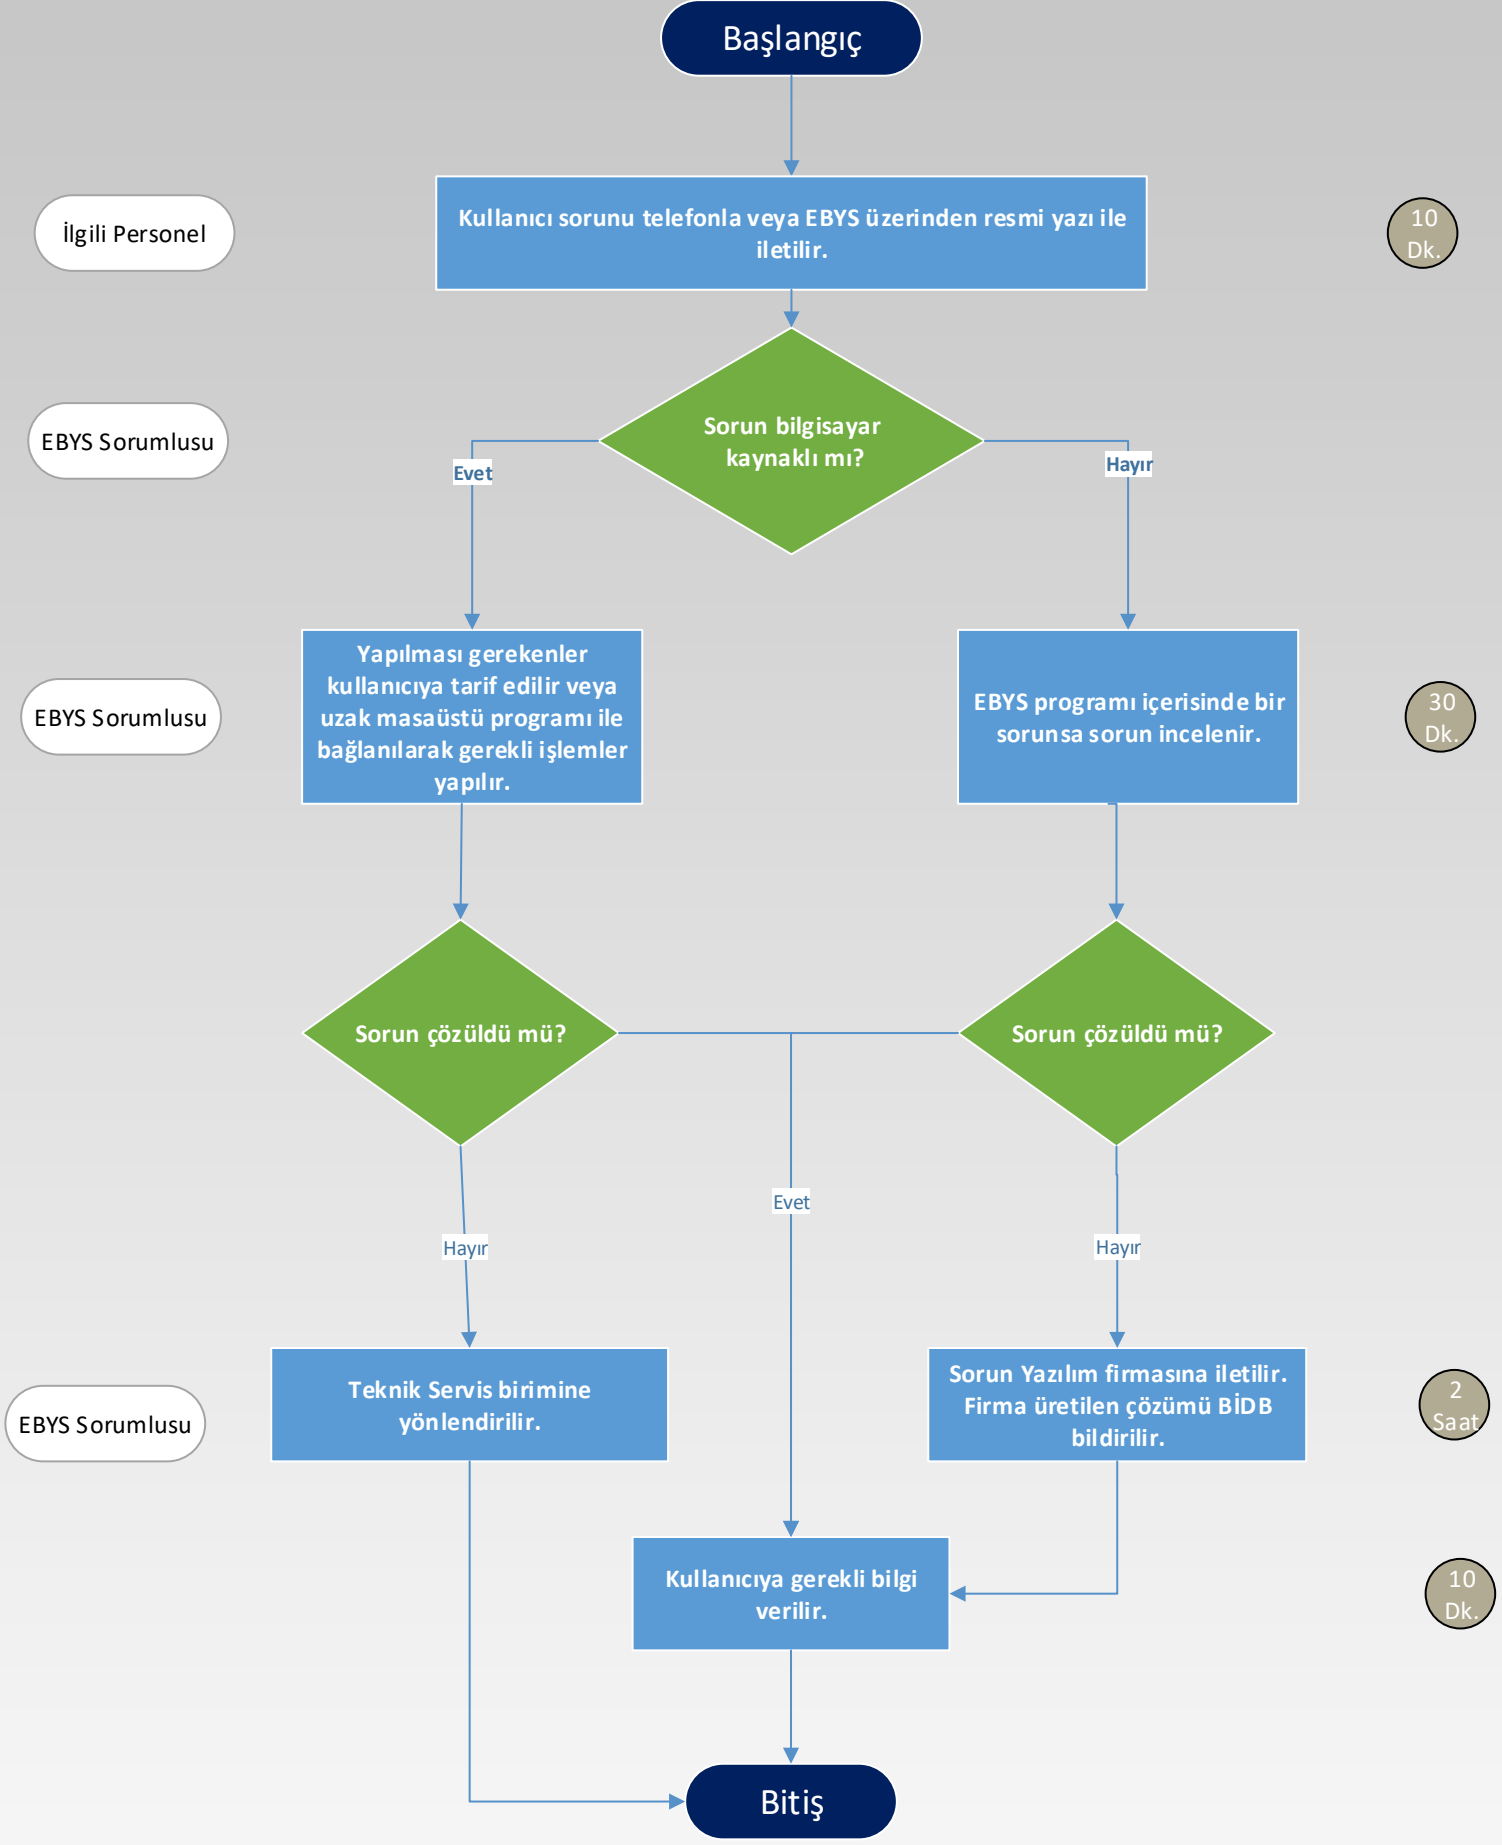 Başlangıç
İlgili Personel
Kullanıcı sorunu telefonla veya EBYS üzerinden resmi yazı ile
iletilir.
10
Dk.
EBYS Sorumlusu
Sorun bilgisayar
kaynaklı mı?
Evet
Hayır
EBYS Sorumlusu
Yapılması gerekenler
kullanıcıya tarif edilir veya
uzak masaüstü programı ile
bağlanılarak gerekli işlemler
yapılır.
EBYS programı içerisinde bir
sorunsa sorun incelenir.
30
Dk.
Sorun çözüldü mü?
Sorun çözüldü mü?
Evet
Hayır
Hayır
EBYS Sorumlusu
Teknik Servis birimine
yönlendirilir.
Sorun Yazılım firmasına iletilir.
Firma üretilen çözümü BİDB
bildirilir.
2
Saat
Kullanıcıya gerekli bilgi
verilir.
10
Dk.
Bitiş